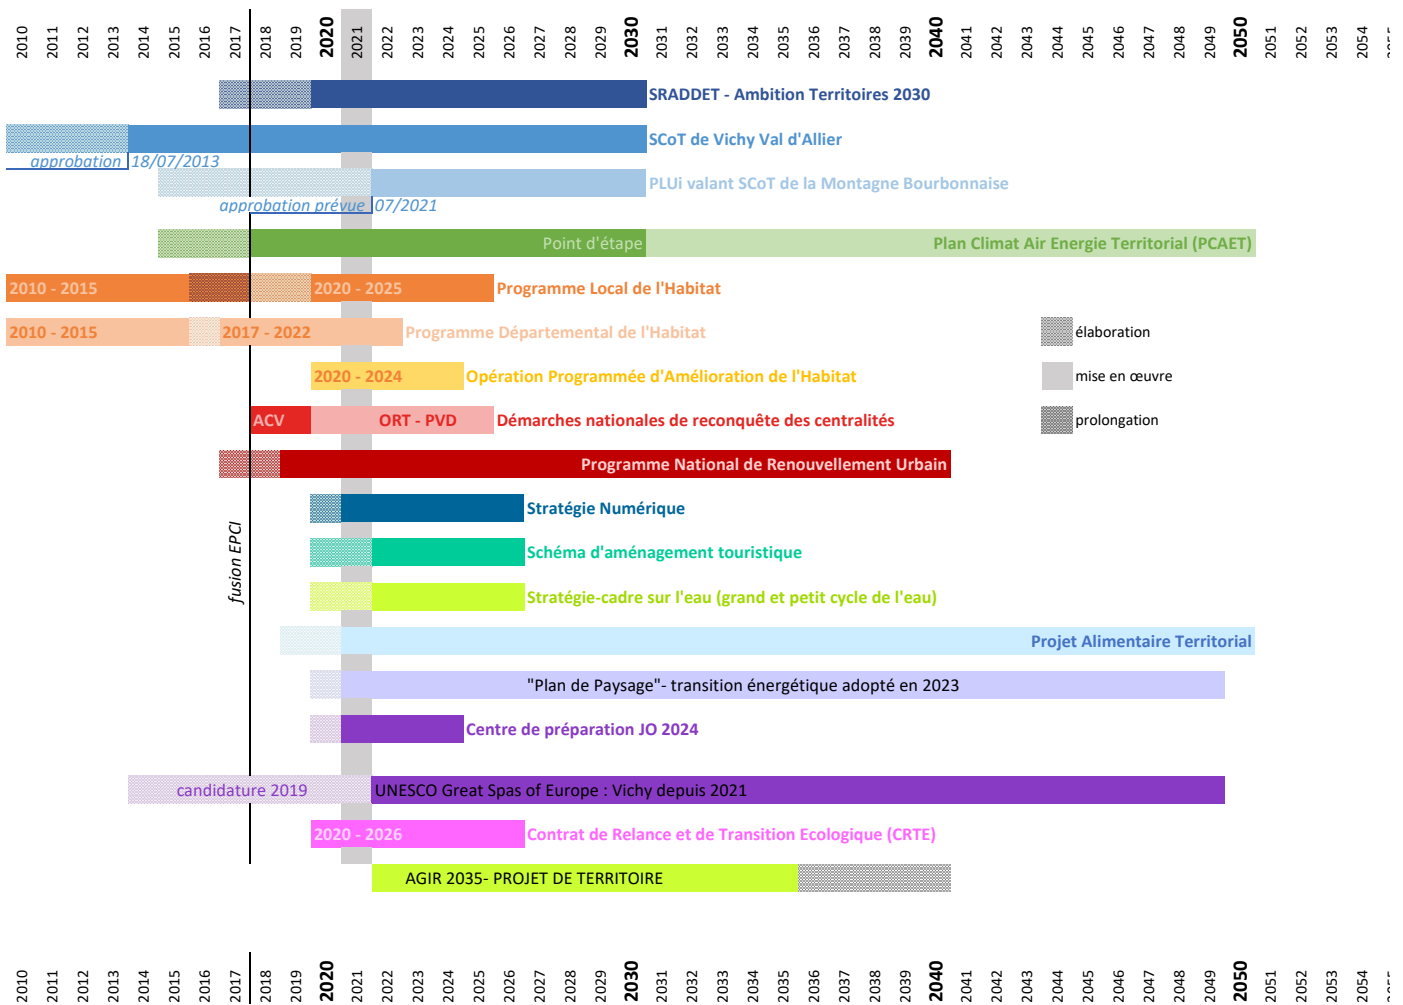 2010 2011 2012 2013 2014 2015 2016 2017 2018 2019 2020 2021 2022 2023 2024 2025 2026 2027 2028 2029 2030 2031 2032 2033 2034 2035 2036 2037 2038 2039 2040 2041 2042 2043 2044 2045 2046 2047 2048 2049 2050 2051 2052 2053 2054
SRADDET - Ambition Territoires 2030
SCoT de Vichy Val d'Allier
approbation 18/07/2013
PLUi valant SCoT de la Montagne Bourbonnaise
approbation prévue 07/2021
Point d'étape Plan Climat Air Energie Territorial (PCAET)
2010 - 2015 2020 - 2025 Programme Local de l'Habitat
2010 - 2015 2017 - 2022 Programme Départemental de l'Habitat
élaboration
2020 - 2024 Opération Programmée d'Amélioration de l'Habitat
mise en œuvre
ACV ORT - PVD Démarches nationales de reconquête des centralités
prolongation
Programme National de Renouvellement Urbain
Stratégie Numérique
fusion EPCI
Schéma d'aménagement touristique
Stratégie-cadre sur l'eau (grand et petit cycle de l'eau)
Projet Alimentaire Territorial
"Plan de Paysage"- transition énergétique adopté en 2023
Centre de préparation JO 2024
candidature 2019 UNESCO Great Spas of Europe : Vichy depuis 2021
2020 - 2026 Contrat de Relance et de Transition Ecologique (CRTE)
AGIR 2035- PROJET DE TERRITOIRE
2010 2011 2012 2013 2014 2015 2016 2017 2018 2019 2020 2021 2022 2023 2024 2025 2026 2027 2028 2029 2030 2031 2032 2033 2034 2035 2036 2037 2038 2039 2040 2041 2042 2043 2044 2045 2046 2047 2048 2049 2050 2051 2052 2053 2054